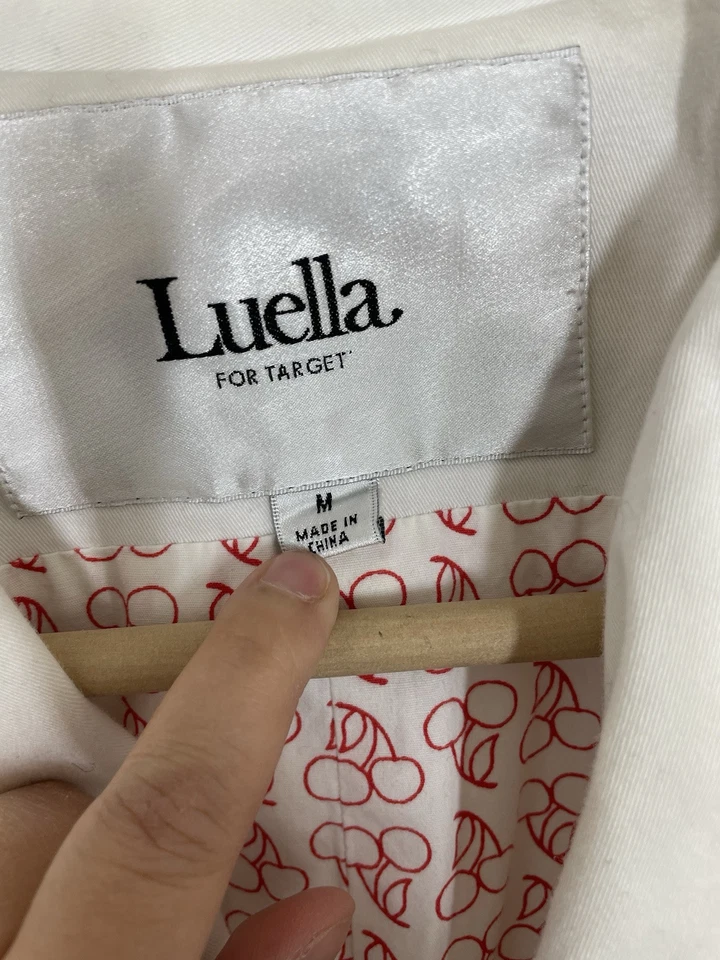 Luella
FOR TARGET
M
MADE IN
CHINA